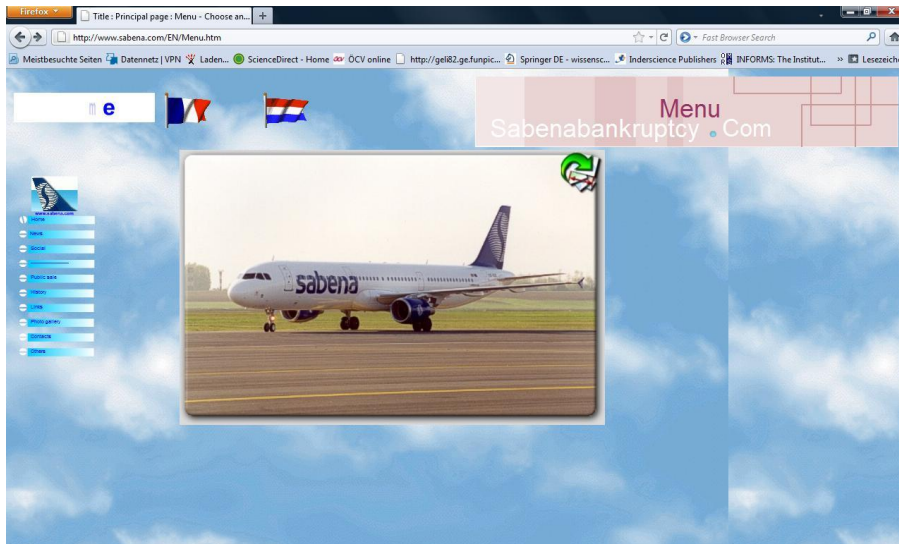 Firefox
Title : Principal page : Menu - Choose an...
http://www.sabena.com/EN/Menu.htm
Fast Browser Search
Meistbesuchte Seiten Datennetz | VPN Laden... ScienceDirect - Home ÖCV online http://geli82.ge.funpic... Springer DE - wissensc... Inderscience Publishers INFORMS: The Institut... » Lesezeich
m e
Menu
Sabenabankruptcy . Com
sabena
Home
News
Social
Public sale
History
Links
Photo gallery
Contacts
Others